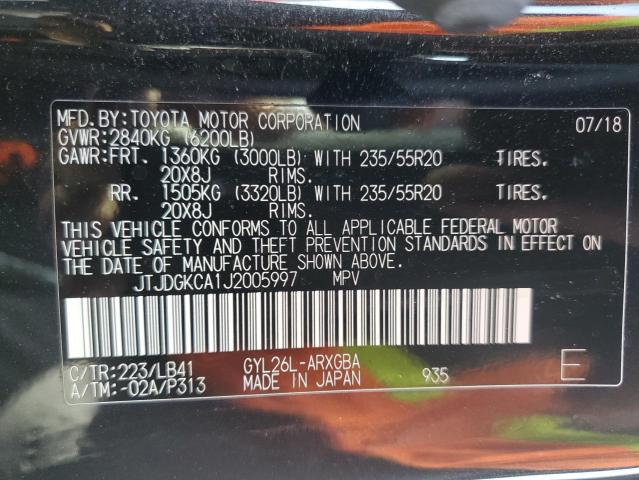 MFD.BY:TOYOTA MOTOR CORPORATION 07/18
GVWR:2840KG (6200LB)
GAWR:FRT. 1360KG (3000LB) WITH 235/55R20 TIRES.
20X8J RIMS.
RR. 1505KG (3320LB) WITH 235/55R20 TIRES.
20X8J RIMS.
THIS VEHICLE CONFORMS TO ALL APPLICABLE FEDERAL MOTOR
VEHICLE SAFETY AND THEFT PREVENTION STANDARDS IN EFFECT ON
THE DATE OF MANUFACTURE SHOWN ABOVE.
JTJDGKCA1J2005997 MPV
C/TR:223/LB41 GYL26L-ARXGBA
A/TM:-02A/P313 MADE IN JAPAN 935 E